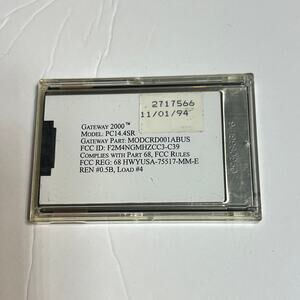 2717566
11/01/94
GATEWAY 2000™
MODEL: PC14.4SR
GATEWAY PART: MODCRD001ABUS
FCC ID: F2M4NGMHZCC3-C39
COMPLIES WITH PART 68, FCC RULES
FCC REG: 68 HWYUSA-75517-MM-E
REN #0.5B, LOAD #4